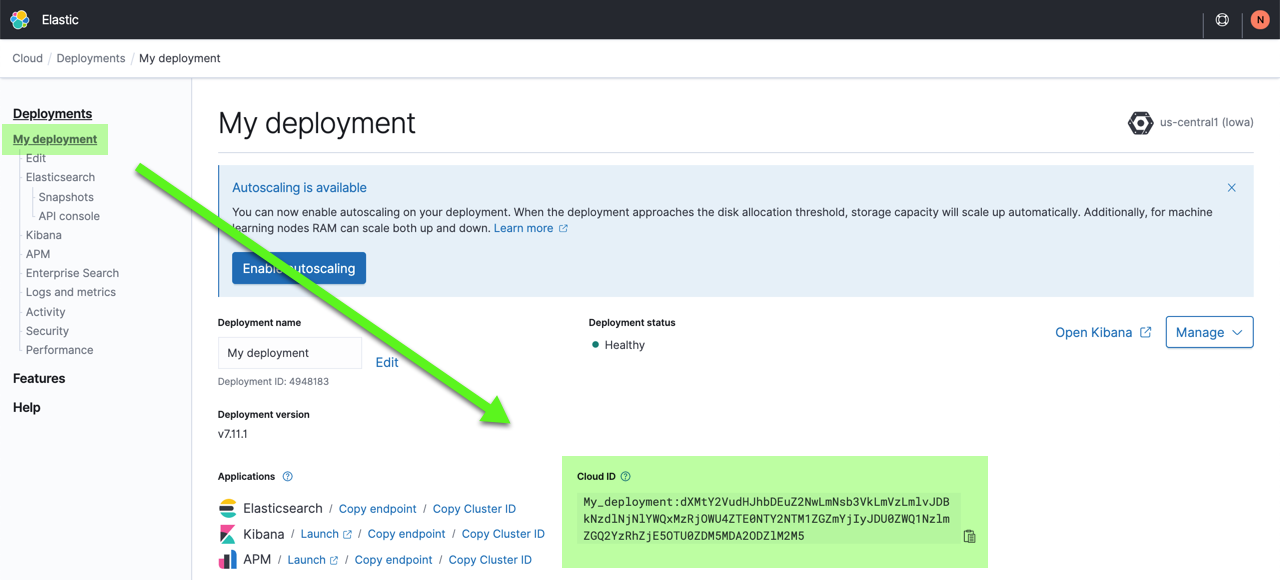 Elastic
N
Cloud / Deployments / My deployment
Deployments
My deployment
Edit
Elasticsearch
Snapshots
API console
Kibana
APM
Enterprise Search
Logs and metrics
Activity
Security
Performance
Features
Help
My deployment
us-central1 (Iowa)
Autoscaling is available
You can now enable autoscaling on your deployment. When the deployment approaches the disk allocation threshold, storage capacity will scale up automatically. Additionally, for machine
learning nodes RAM can scale both up and down. Learn more
Enable autoscaling
Deployment name
My deployment
Edit
Deployment ID: 4948183
Deployment status
Healthy
Open Kibana
Manage
Deployment version
v7.11.1
Applications
Elasticsearch / Copy endpoint / Copy Cluster ID
Kibana / Launch / Copy endpoint / Copy Cluster ID
APM / Launch / Copy endpoint / Copy Cluster ID
Cloud ID
My_deployment:dXMtY2VudHJhbDEuZ2NwLmNsb3VkLmVzLmlvJDB
kNzdlNjNlYWQxMzRjOWU4ZTE0NTY2NTM1ZGZmYjIyJDU0ZWQ1Nzlm
ZGQ2YzRhZjE5OTU0ZDM5MDA2ODZlM2M5